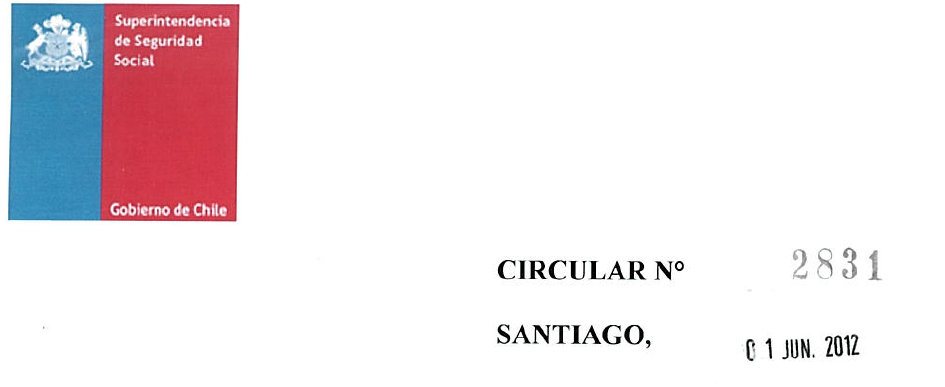 Superintendencia
de Seguridad
Social
Gobierno de Chile
CIRCULAR N° 2831
SANTIAGO, 01 JUN. 2012